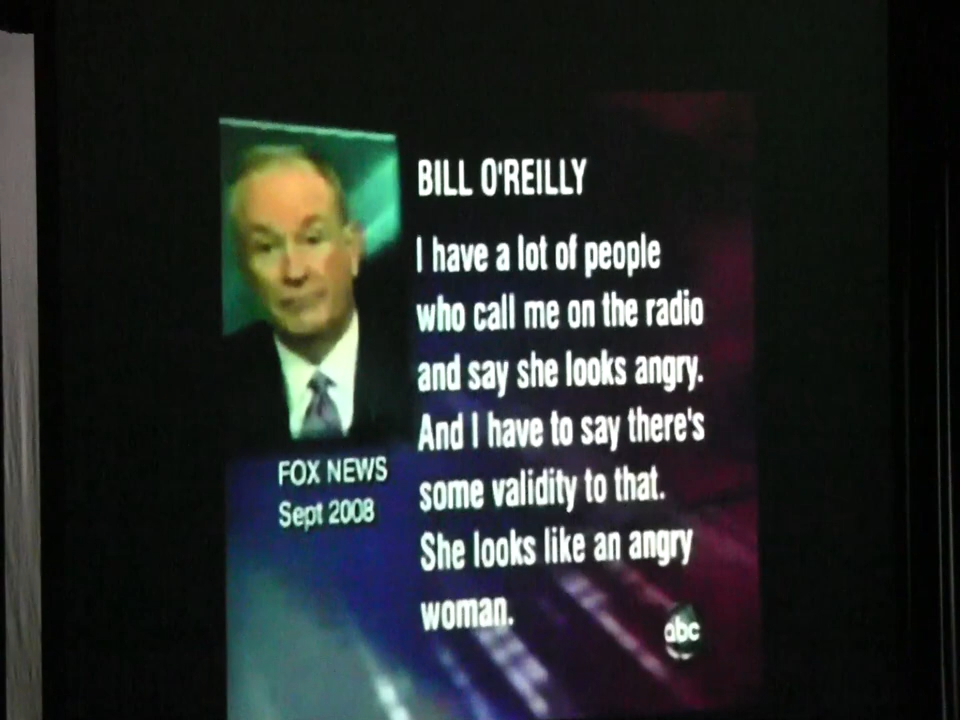 BILL O'REILLY
I have a lot of people
who call me on the radio
and say she looks angry.
And I have to say there's
some validity to that.
She looks like an angry
woman.
FOX NEWS
Sept 2008
abc